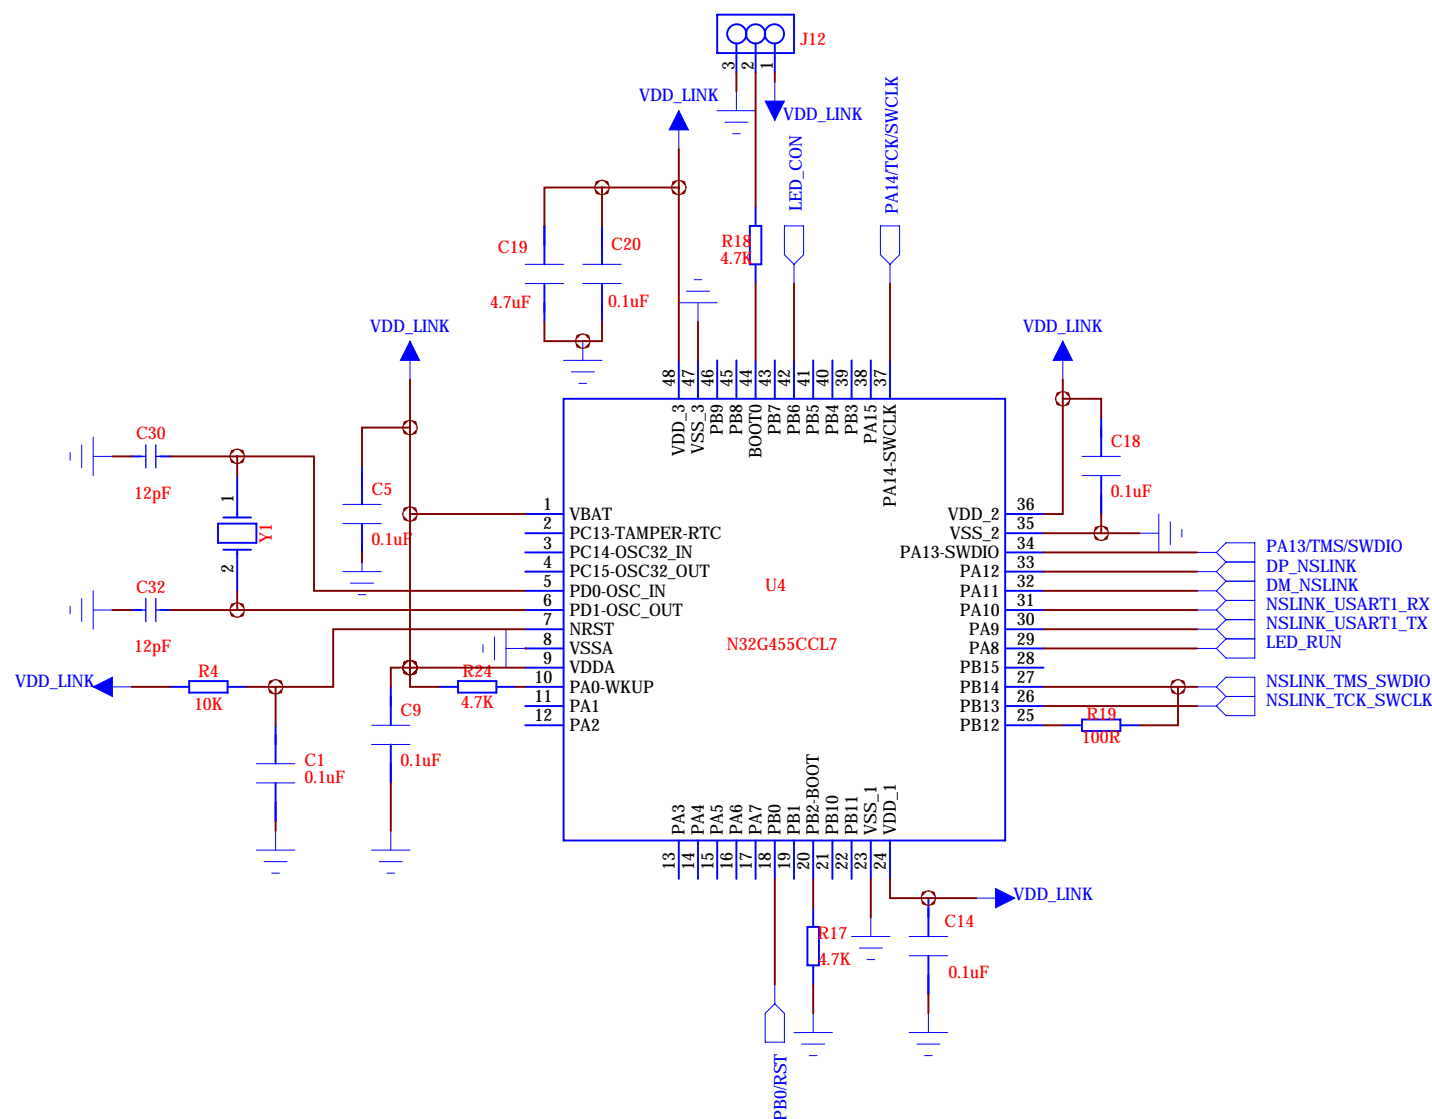 J12
3
2
1
VDD_LINK
VDD_LINK
LED_CON
PA14/TCK/SWCLK
C19
4.7uF
C20
0.1uF
R18
4.7K
VDD_LINK
VDD_LINK
48
47
46
45
44
43
42
41
40
39
38
37
VDD_3
VSS_3
PB9
PB8
BOOT0
PB7
PB6
PB5
PB4
PB3
PA15
PA14-SWCLK
C30
12pF
1
Y1
2
C32
12pF
C5
0.1uF
C18
0.1uF
1 VBAT
2 PC13-TAMPER-RTC
3 PC14-OSC32_IN
4 PC15-OSC32_OUT
5 PD0-OSC_IN
6 PD1-OSC_OUT
7 NRST
8 VSSA
9 VDDA
10 PA0-WKUP
11 PA1
12 PA2
U4
N32G455CCL7
VDD_2 36
VSS_2 35
PA13-SWDIO 34 PA13/TMS/SWDIO
PA12 33 DP_NSLINK
PA11 32 DM_NSLINK
PA10 31 NSLINK_USART1_RX
PA9 30 NSLINK_USART1_TX
PA8 29 LED_RUN
PB15 28
PB14 27 NSLINK_TMS_SWDIO
PB13 26 NSLINK_TCK_SWCLK
PB12 25
R19
100R
VDD_LINK
R4
10K
R24
4.7K
C9
0.1uF
C1
0.1uF
PA3
PA4
PA5
PA6
PA7
PB0
PB1
PB2-BOOT
PB10
PB11
VSS_1
VDD_1
13
14
15
16
17
18
19
20
21
22
23
24
VDD_LINK
C14
0.1uF
R17
4.7K
PB0/RST